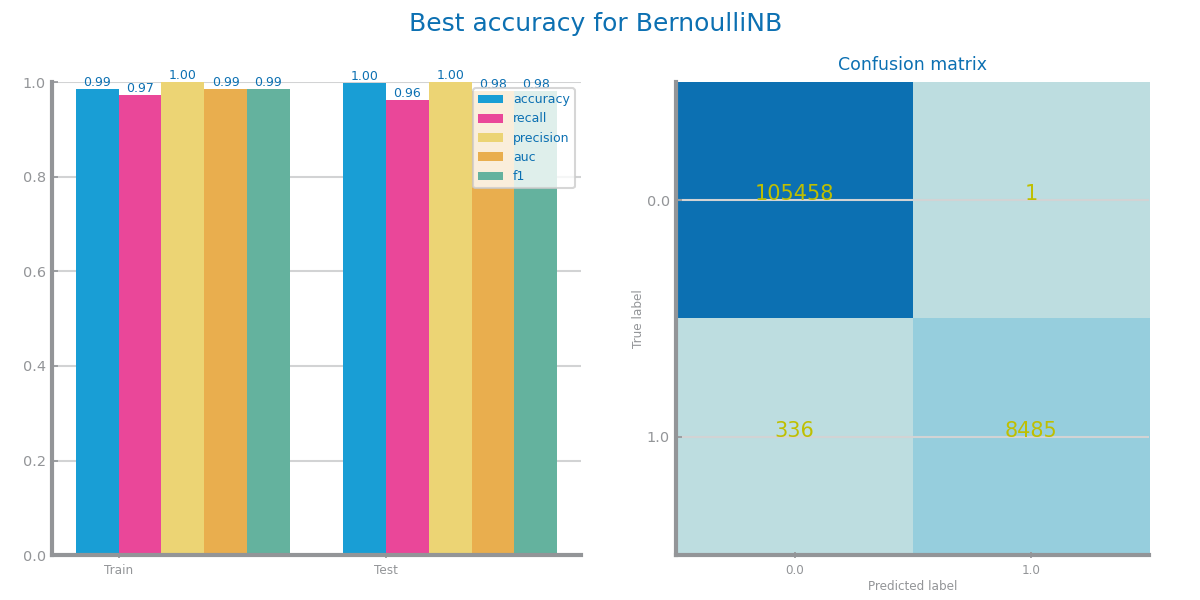 Best accuracy for BernoulliNB
0.99 0.97 1.00 0.99 0.99 1.00 0.96 1.00 0.98 0.98
accuracy
recall
precision
auc
f1
1.0
0.8
0.6
0.4
0.2
0.0
Train Test
Confusion matrix
True label
0.0 105458 1
1.0 336 8485
0.0 1.0
Predicted label